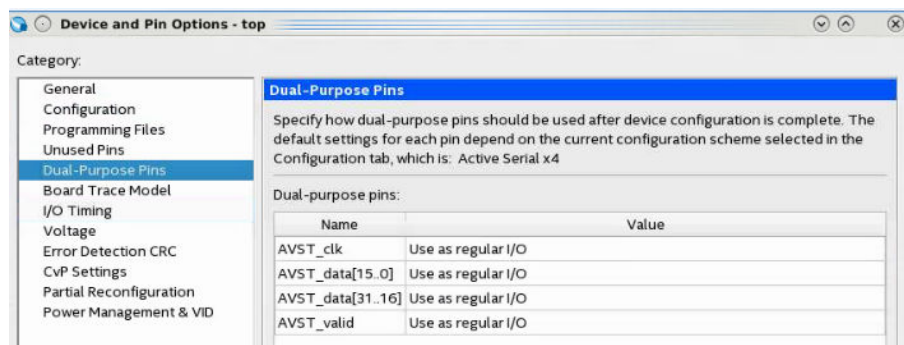 Device and Pin Options - top
Category:
General
Configuration
Programming Files
Unused Pins
Dual-Purpose Pins
Board Trace Model
I/O Timing
Voltage
Error Detection CRC
CvP Settings
Partial Reconfiguration
Power Management & VID
Dual-Purpose Pins
Specify how dual-purpose pins should be used after device configuration is complete. The
default settings for each pin depend on the current configuration scheme selected in the
Configuration tab, which is: Active Serial x4
Dual-purpose pins:
Name Value
AVST_clk Use as regular I/O
AVST_data[15..0] Use as regular I/O
AVST_data[31..16] Use as regular I/O
AVST_valid Use as regular I/O